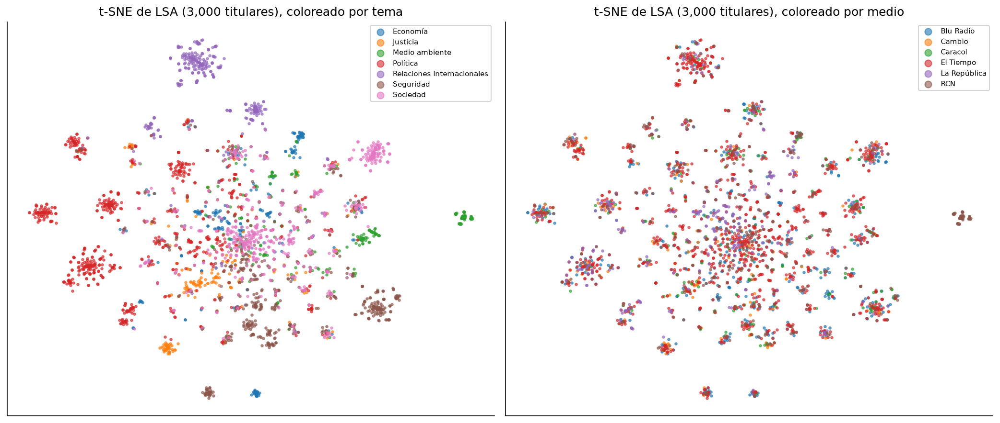 t-SNE de LSA (3,000 titulares), coloreado por tema
Economía
Justicia
Medio ambiente
Política
Relaciones internacionales
Seguridad
Sociedad
t-SNE de LSA (3,000 titulares), coloreado por medio
Blu Radio
Cambio
Caracol
El Tiempo
La República
RCN